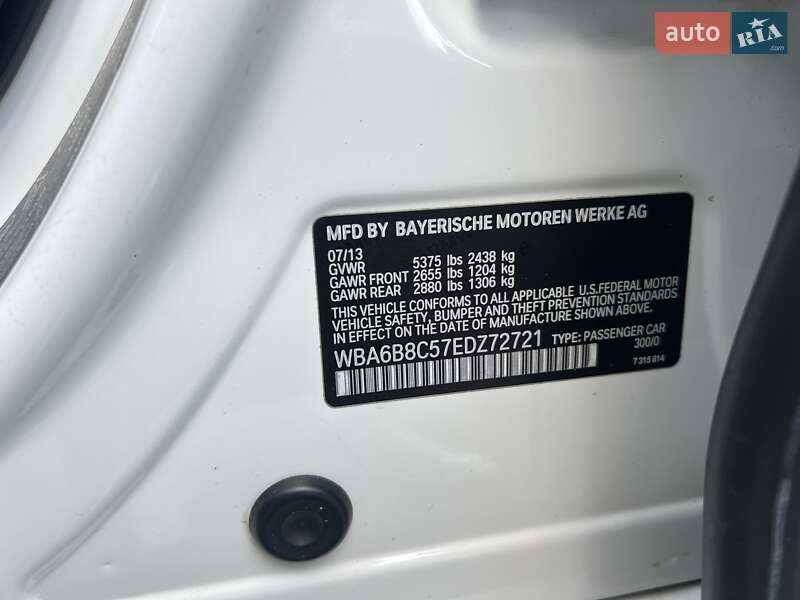 auto RIA
.com
MFD BY BAYERISCHE MOTOREN WERKE AG
07/13
GVWR 5375 lbs 2438 kg
GAWR FRONT 2655 lbs 1204 kg
GAWR REAR 2880 lbs 1306 kg
THIS VEHICLE CONFORMS TO ALL APPLICABLE U.S.FEDERAL MOTOR
VEHICLE SAFETY, BUMPER AND THEFT PREVENTION STANDARDS
IN EFFECT ON THE DATE OF MANUFACTURE SHOWN ABOVE.
WBA6B8C57EDZ72721 TYPE: PASSENGER CAR
300/0
7315814